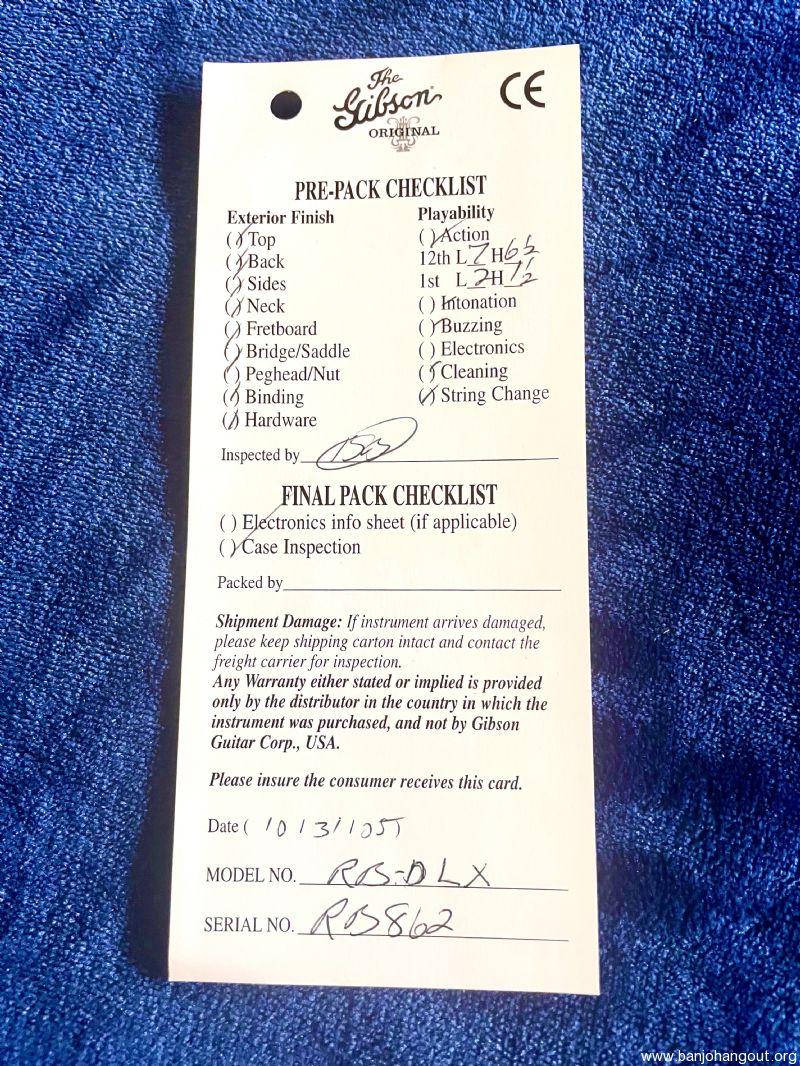 The
Gibson
ORIGINAL
CE
PRE-PACK CHECKLIST
Exterior Finish
(✓) Top
(✓) Back
(✓) Sides
(✓) Neck
(✓) Fretboard
(✓) Bridge/Saddle
(✓) Peghead/Nut
(✓) Binding
(✓) Hardware
Playability
(✓) Action
12th L 7 H 6½
1st L 2 H 1½
( ) Intonation
(✓) Buzzing
( ) Electronics
(✓) Cleaning
(✓) String Change
Inspected by
FINAL PACK CHECKLIST
( ) Electronics info sheet (if applicable)
(✓) Case Inspection
Packed by
Shipment Damage: If instrument arrives damaged,
please keep shipping carton intact and contact the
freight carrier for inspection.
Any Warranty either stated or implied is provided
only by the distributor in the country in which the
instrument was purchased, and not by Gibson
Guitar Corp., USA.
Please insure the consumer receives this card.
Date (
MODEL NO. RB-DLX
SERIAL NO. RB862
www.banjohangout.org